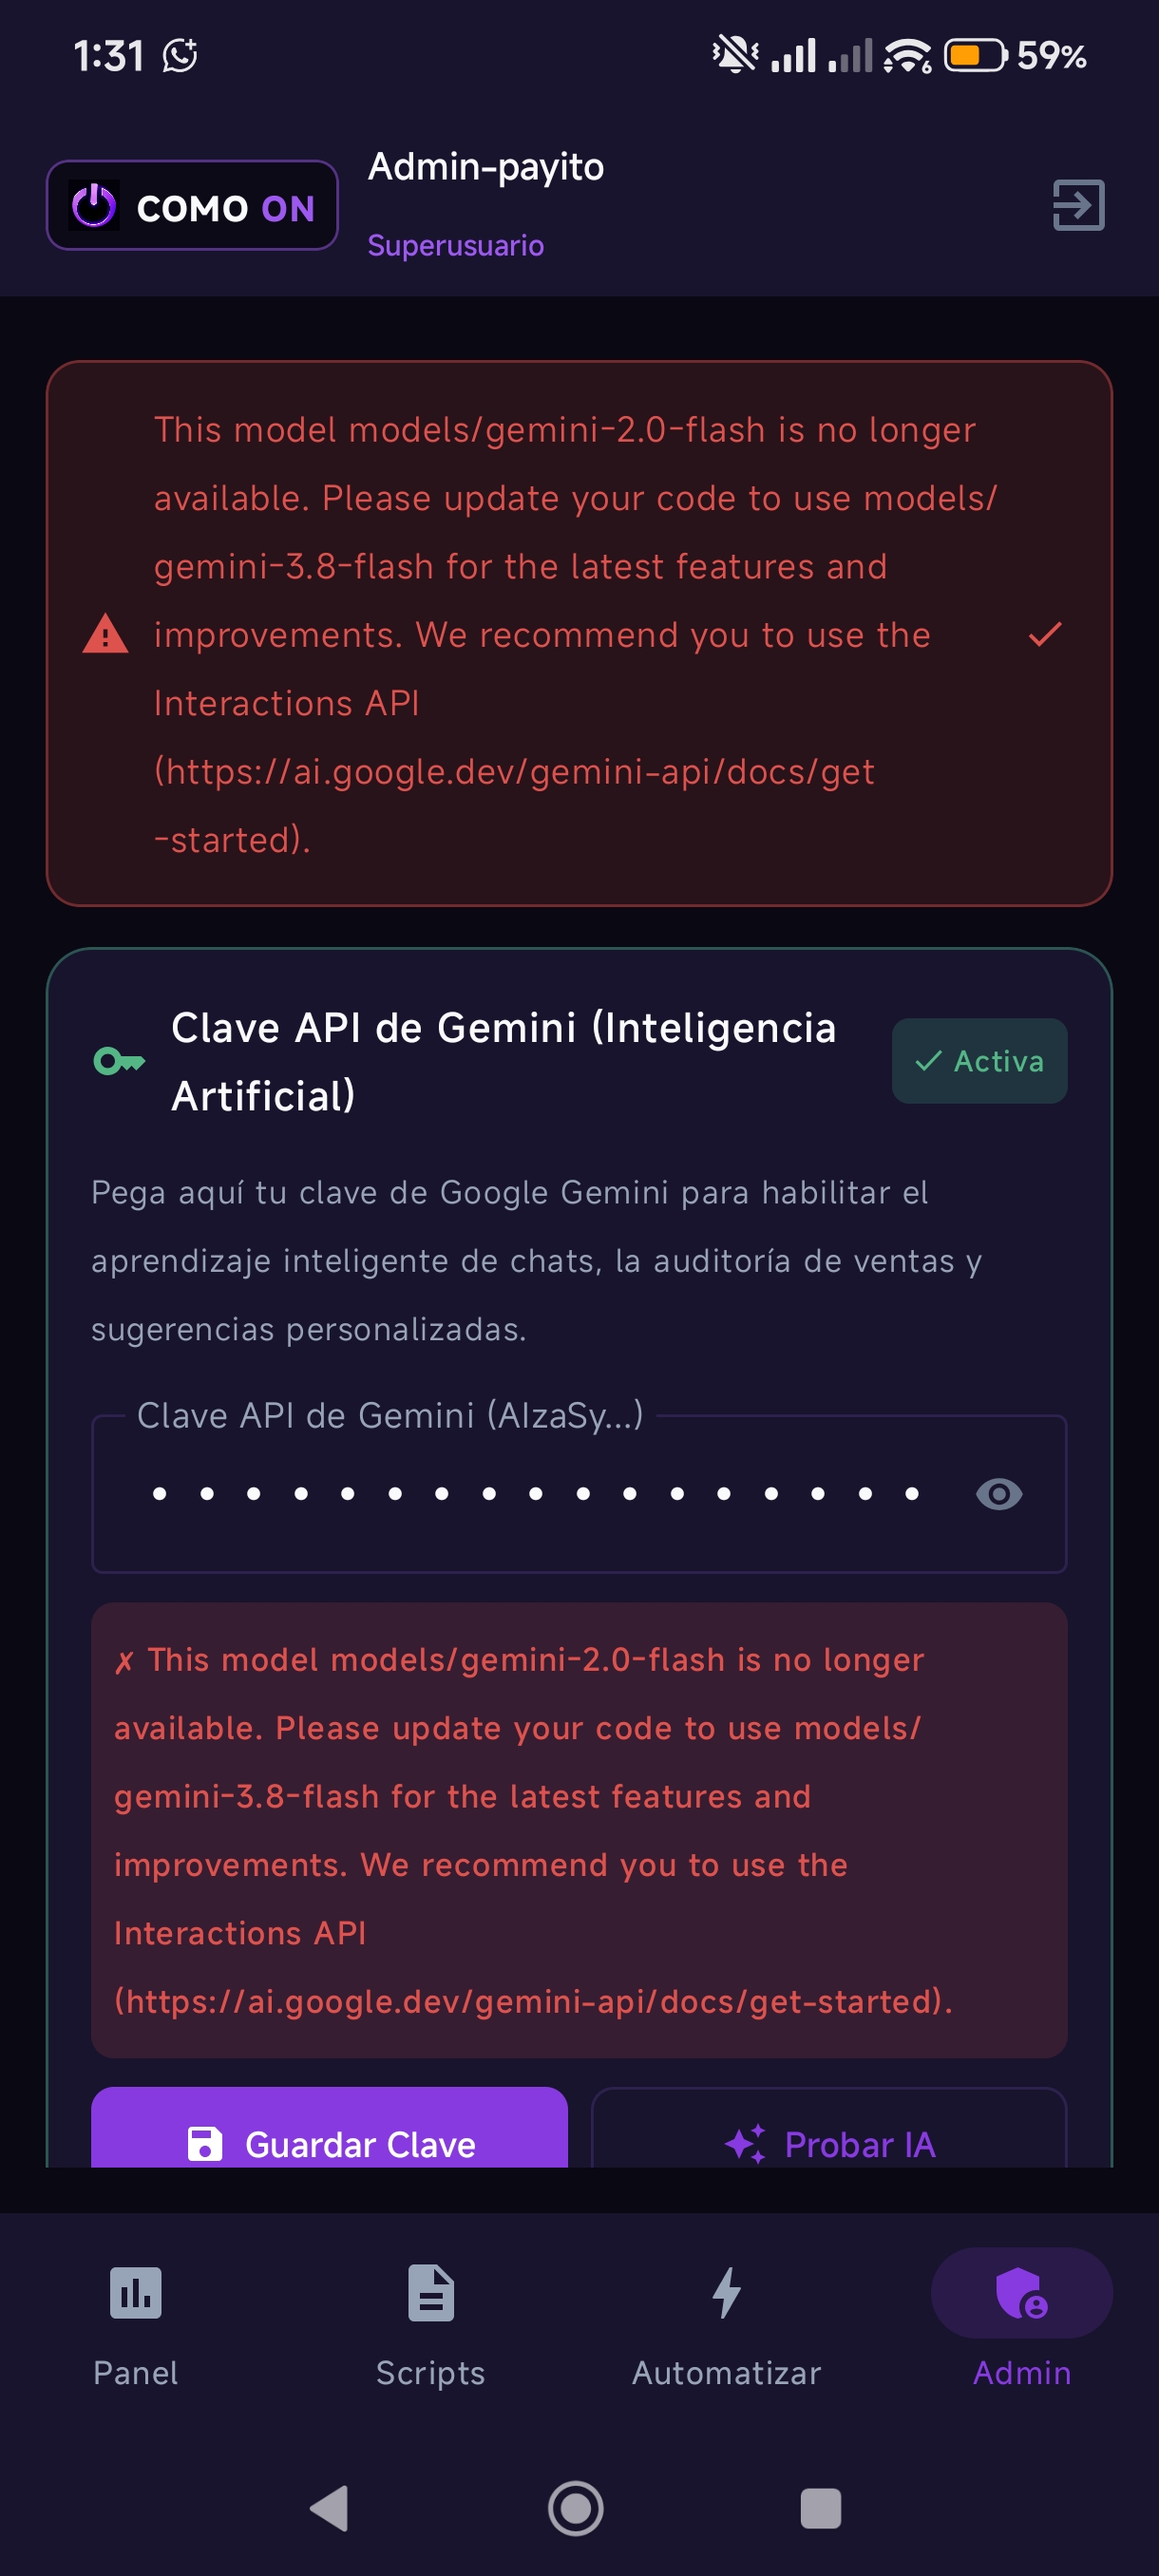 1:31
59%
COMO ON
Admin-payito
Superusuario
This model models/gemini-2.0-flash is no longer
available. Please update your code to use models/
gemini-3.8-flash for the latest features and
improvements. We recommend you to use the
Interactions API
(https://ai.google.dev/gemini-api/docs/get
-started).
Clave API de Gemini (Inteligencia
Artificial)
✓ Activa
Pega aquí tu clave de Google Gemini para habilitar el
aprendizaje inteligente de chats, la auditoría de ventas y
sugerencias personalizadas.
Clave API de Gemini (AIzaSy...)
• • • • • • • • • • • • • • • • •
✗ This model models/gemini-2.0-flash is no longer
available. Please update your code to use models/
gemini-3.8-flash for the latest features and
improvements. We recommend you to use the
Interactions API
(https://ai.google.dev/gemini-api/docs/get-started).
Guardar Clave
Probar IA
Panel
Scripts
Automatizar
Admin